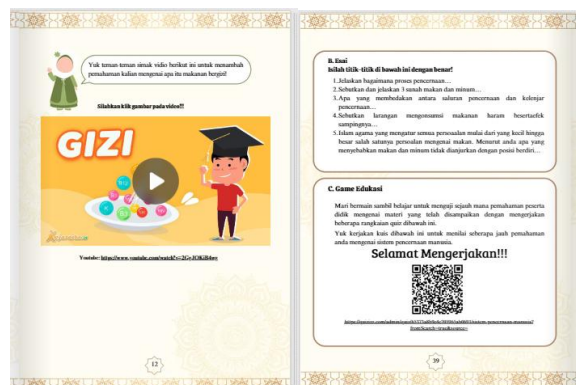 Yuk teman-teman simak vidio berikut ini untuk menambah
pemahaman kalian mengenai apa itu makanan bergizi!
Silahkan klik gambar pada video!!!
GIZI
Youtube:
12
B. Esai
Isilah titik-titik di bawah ini dengan benar!
1. Jelaskan bagaimana proses pencernaan…
2. Sebutkan dan jelaskan 3 sunah makan dan minum…
3. Apa yang membedakan antara saluran pencernaan dan kelenjar
pencernaan…
4. Sebutkan larangan mengonsumsi makanan haram
sampingnya…
5. Islam agama yang mengatur semua persoalan mulai dari yang kecil hingga
besar salah satunya persoalan mengenai makan. Menurut anda apa yang
menyebabkan makan dan minum tidak dianjurkan dengan posisi berdiri…
C. Game Edukasi
Mari bermain sambil belajar untuk menguji sejauh mana pemahaman peserta
didik mengenai materi yang telah disampaikan dengan mengerjakan
beberapa rangkaian quiz dibawah ini.
Yuk kerjakan kuis dibawah ini untuk menilai seberapa jauh pemahaman
anda mengenai sistem pencernaan manusia.
Selamat Mengerjakan!!!
39